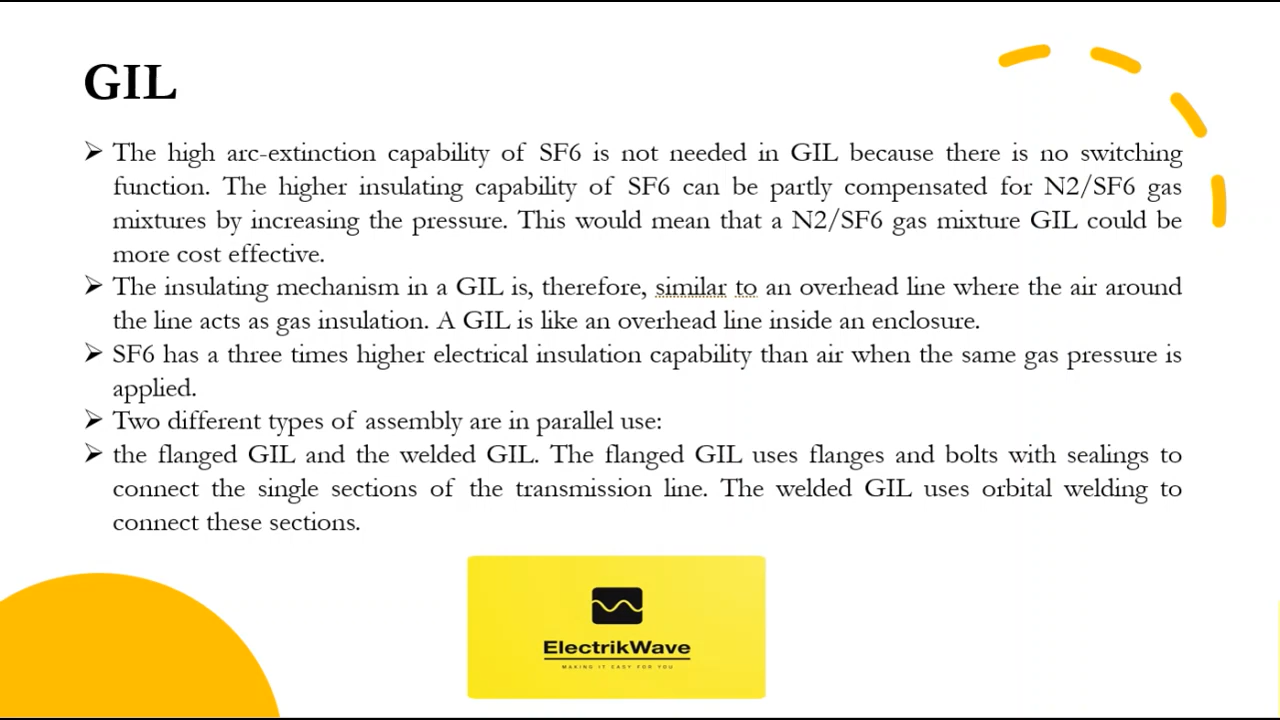 GIL
➢ The high arc-extinction capability of SF6 is not needed in GIL because there is no switching
function. The higher insulating capability of SF6 can be partly compensated for N2/SF6 gas
mixtures by increasing the pressure. This would mean that a N2/SF6 gas mixture GIL could be
more cost effective.
➢ The insulating mechanism in a GIL is, therefore, similar to an overhead line where the air around
the line acts as gas insulation. A GIL is like an overhead line inside an enclosure.
➢ SF6 has a three times higher electrical insulation capability than air when the same gas pressure is
applied.
➢ Two different types of assembly are in parallel use:
➢ the flanged GIL and the welded GIL. The flanged GIL uses flanges and bolts with sealings to
connect the single sections of the transmission line. The welded GIL uses orbital welding to
connect these sections.
ElectrikWave
MAKING IT EASY FOR YOU